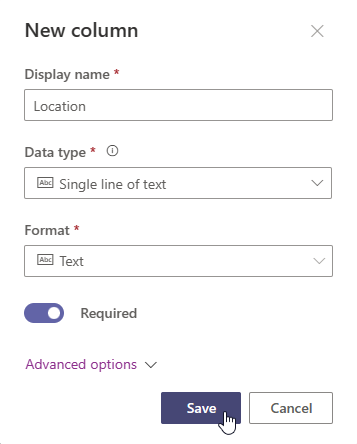 New column
Display name *
Location
Data type *
Abc Single line of text
Format *
Abc Text
Required
Advanced options
Save Cancel